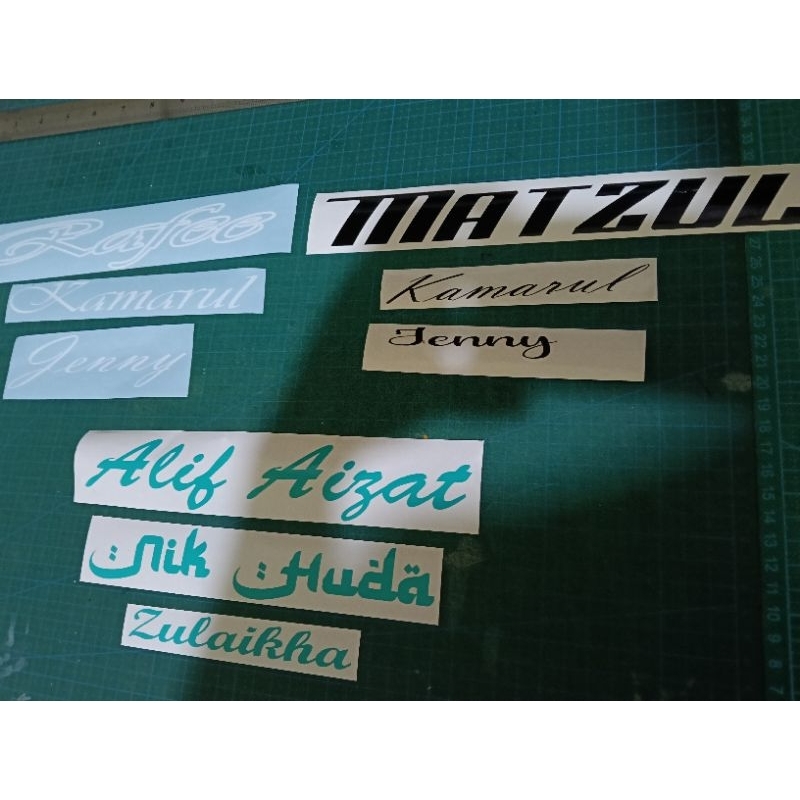 Rafee
Kamarul
Jenny
MATZUL
Kamarul
Jenny
Alif Aizat
Nik Huda
Zulaikha